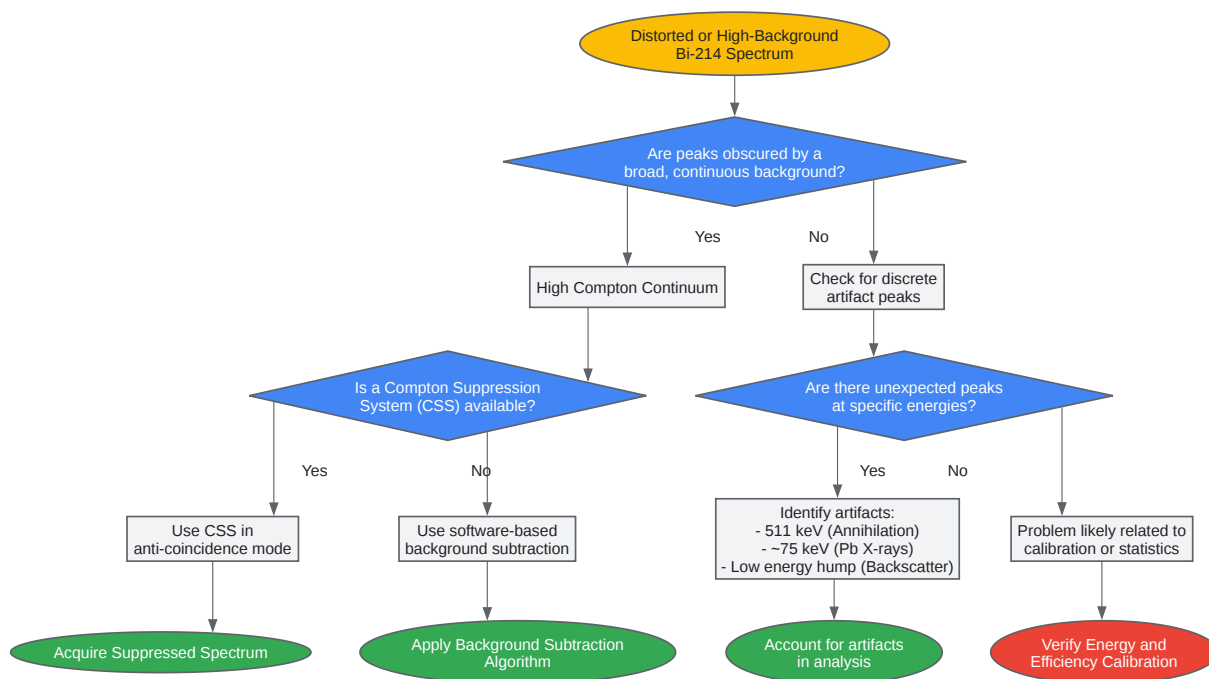 Distorted or High-Background
Bi-214 Spectrum
Are peaks obscured by a
broad, continuous background?
Yes
No
High Compton Continuum
Check for discrete
artifact peaks
Is a Compton Suppression
System (CSS) available?
Are there unexpected peaks
at specific energies?
Yes
No
Yes
No
Use CSS in
anti-coincidence mode
Use software-based
background subtraction
Identify artifacts:
- 511 keV (Annihilation)
- ~75 keV (Pb X-rays)
- Low energy hump (Backscatter)
Problem likely related to
calibration or statistics
Acquire Suppressed Spectrum
Apply Background Subtraction
Algorithm
Account for artifacts
in analysis
Verify Energy and
Efficiency Calibration